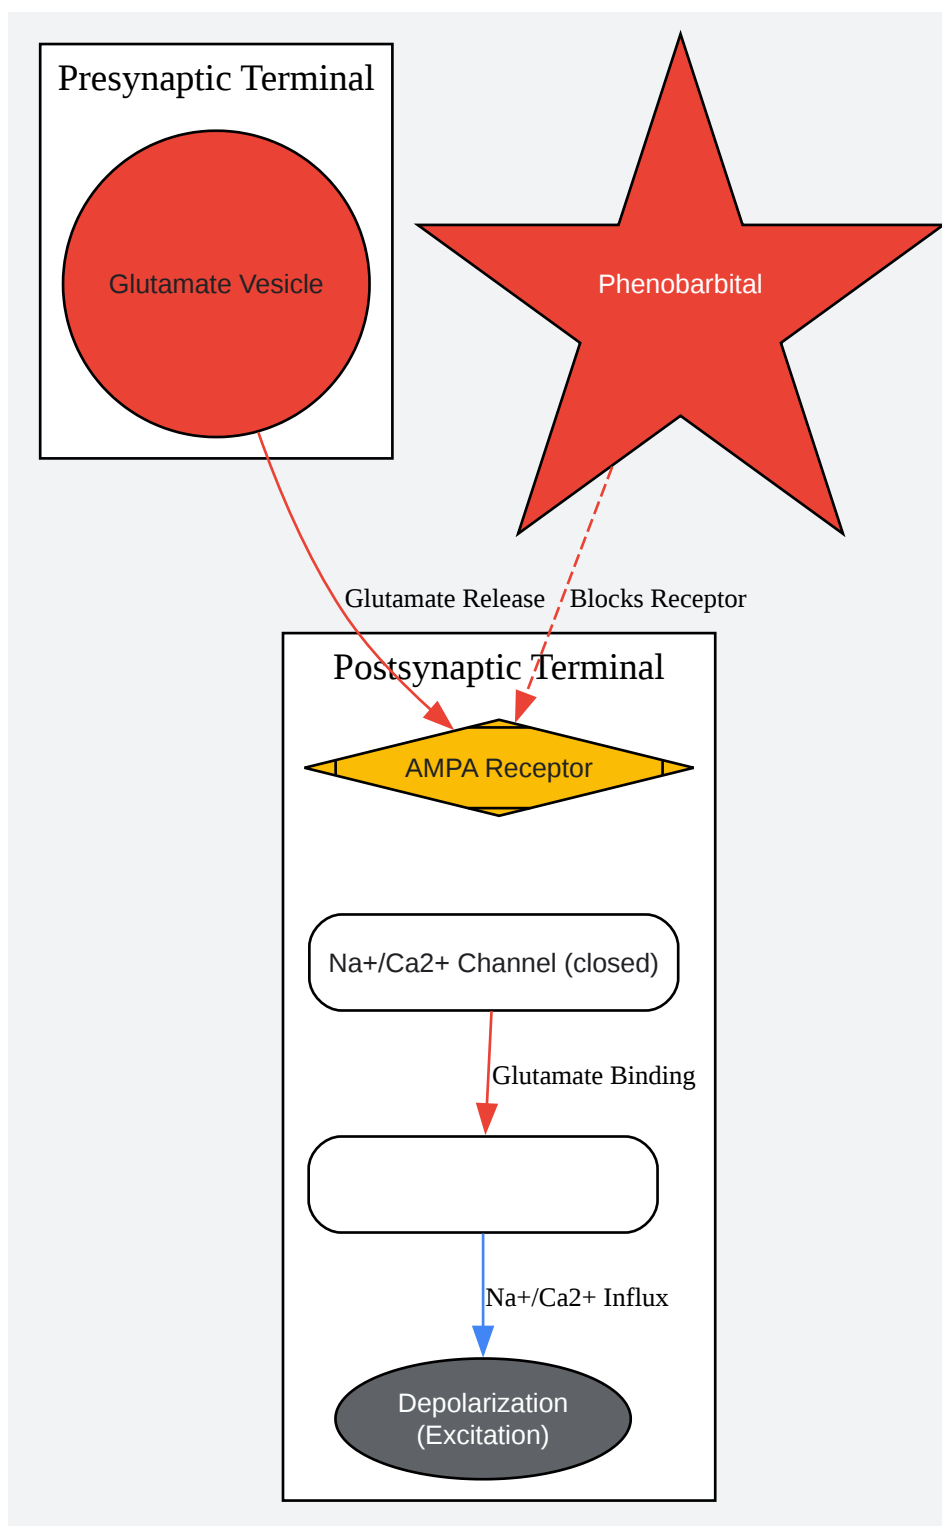 Presynaptic Terminal
Glutamate Vesicle
Phenobarbital
Glutamate Release
Blocks Receptor
Postsynaptic Terminal
AMPA Receptor
Na+/Ca2+ Channel (closed)
Glutamate Binding
Na+/Ca2+ Influx
Depolarization
(Excitation)